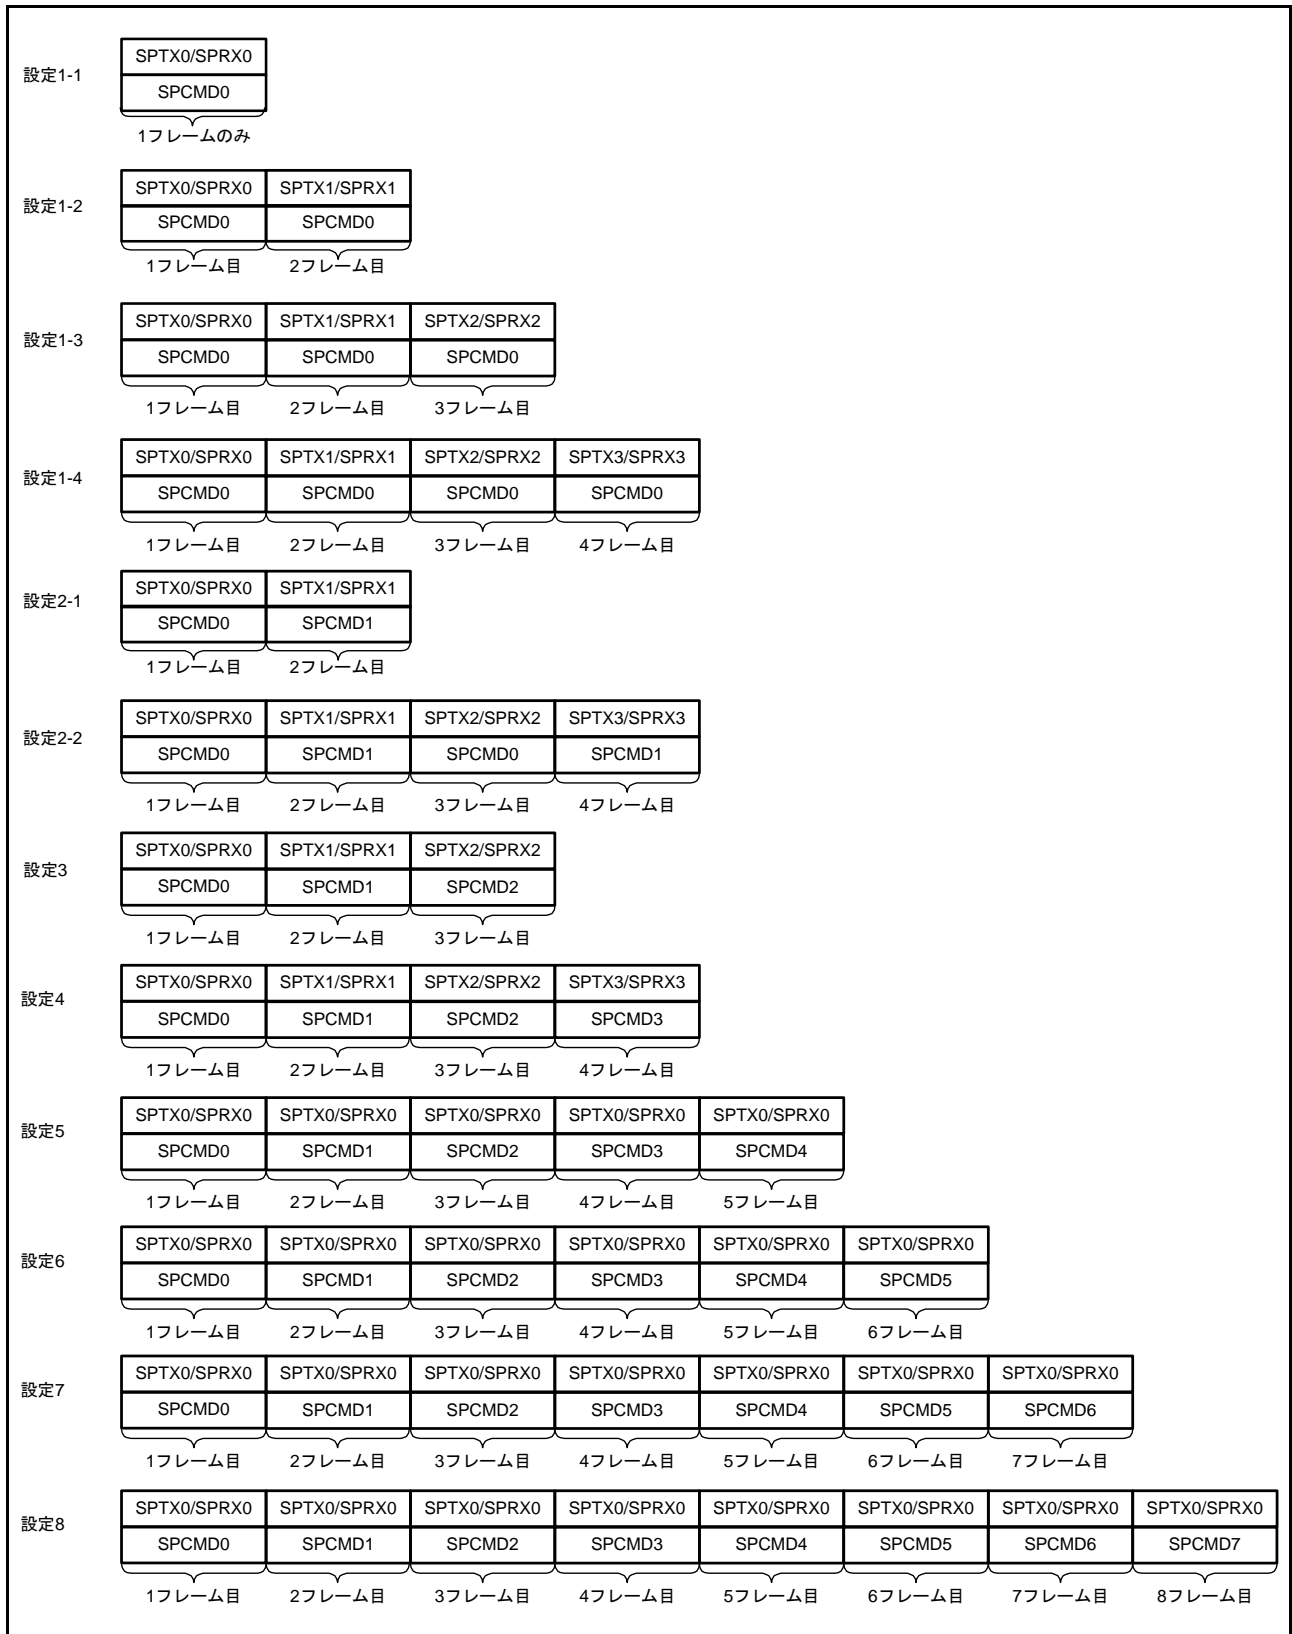 設定1-1
SPTX0/SPRX0
SPCMD0
1フレームのみ
設定1-2
SPTX0/SPRX0 SPTX1/SPRX1
SPCMD0 SPCMD0
1フレーム目 2フレーム目
設定1-3
SPTX0/SPRX0 SPTX1/SPRX1 SPTX2/SPRX2
SPCMD0 SPCMD0 SPCMD0
1フレーム目 2フレーム目 3フレーム目
設定1-4
SPTX0/SPRX0 SPTX1/SPRX1 SPTX2/SPRX2 SPTX3/SPRX3
SPCMD0 SPCMD0 SPCMD0 SPCMD0
1フレーム目 2フレーム目 3フレーム目 4フレーム目
設定2-1
SPTX0/SPRX0 SPTX1/SPRX1
SPCMD0 SPCMD1
1フレーム目 2フレーム目
設定2-2
SPTX0/SPRX0 SPTX1/SPRX1 SPTX2/SPRX2 SPTX3/SPRX3
SPCMD0 SPCMD1 SPCMD0 SPCMD1
1フレーム目 2フレーム目 3フレーム目 4フレーム目
設定3
SPTX0/SPRX0 SPTX1/SPRX1 SPTX2/SPRX2
SPCMD0 SPCMD1 SPCMD2
1フレーム目 2フレーム目 3フレーム目
設定4
SPTX0/SPRX0 SPTX1/SPRX1 SPTX2/SPRX2 SPTX3/SPRX3
SPCMD0 SPCMD1 SPCMD2 SPCMD3
1フレーム目 2フレーム目 3フレーム目 4フレーム目
設定5
SPTX0/SPRX0 SPTX0/SPRX0 SPTX0/SPRX0 SPTX0/SPRX0 SPTX0/SPRX0
SPCMD0 SPCMD1 SPCMD2 SPCMD3 SPCMD4
1フレーム目 2フレーム目 3フレーム目 4フレーム目 5フレーム目
設定6
SPTX0/SPRX0 SPTX0/SPRX0 SPTX0/SPRX0 SPTX0/SPRX0 SPTX0/SPRX0 SPTX0/SPRX0
SPCMD0 SPCMD1 SPCMD2 SPCMD3 SPCMD4 SPCMD5
1フレーム目 2フレーム目 3フレーム目 4フレーム目 5フレーム目 6フレーム目
設定7
SPTX0/SPRX0 SPTX0/SPRX0 SPTX0/SPRX0 SPTX0/SPRX0 SPTX0/SPRX0 SPTX0/SPRX0 SPTX0/SPRX0
SPCMD0 SPCMD1 SPCMD2 SPCMD3 SPCMD4 SPCMD5 SPCMD6
1フレーム目 2フレーム目 3フレーム目 4フレーム目 5フレーム目 6フレーム目 7フレーム目
設定8
SPTX0/SPRX0 SPTX0/SPRX0 SPTX0/SPRX0 SPTX0/SPRX0 SPTX0/SPRX0 SPTX0/SPRX0 SPTX0/SPRX0 SPTX0/SPRX0
SPCMD0 SPCMD1 SPCMD2 SPCMD3 SPCMD4 SPCMD5 SPCMD6 SPCMD7
1フレーム目 2フレーム目 3フレーム目 4フレーム目 5フレーム目 6フレーム目 7フレーム目 8フレーム目